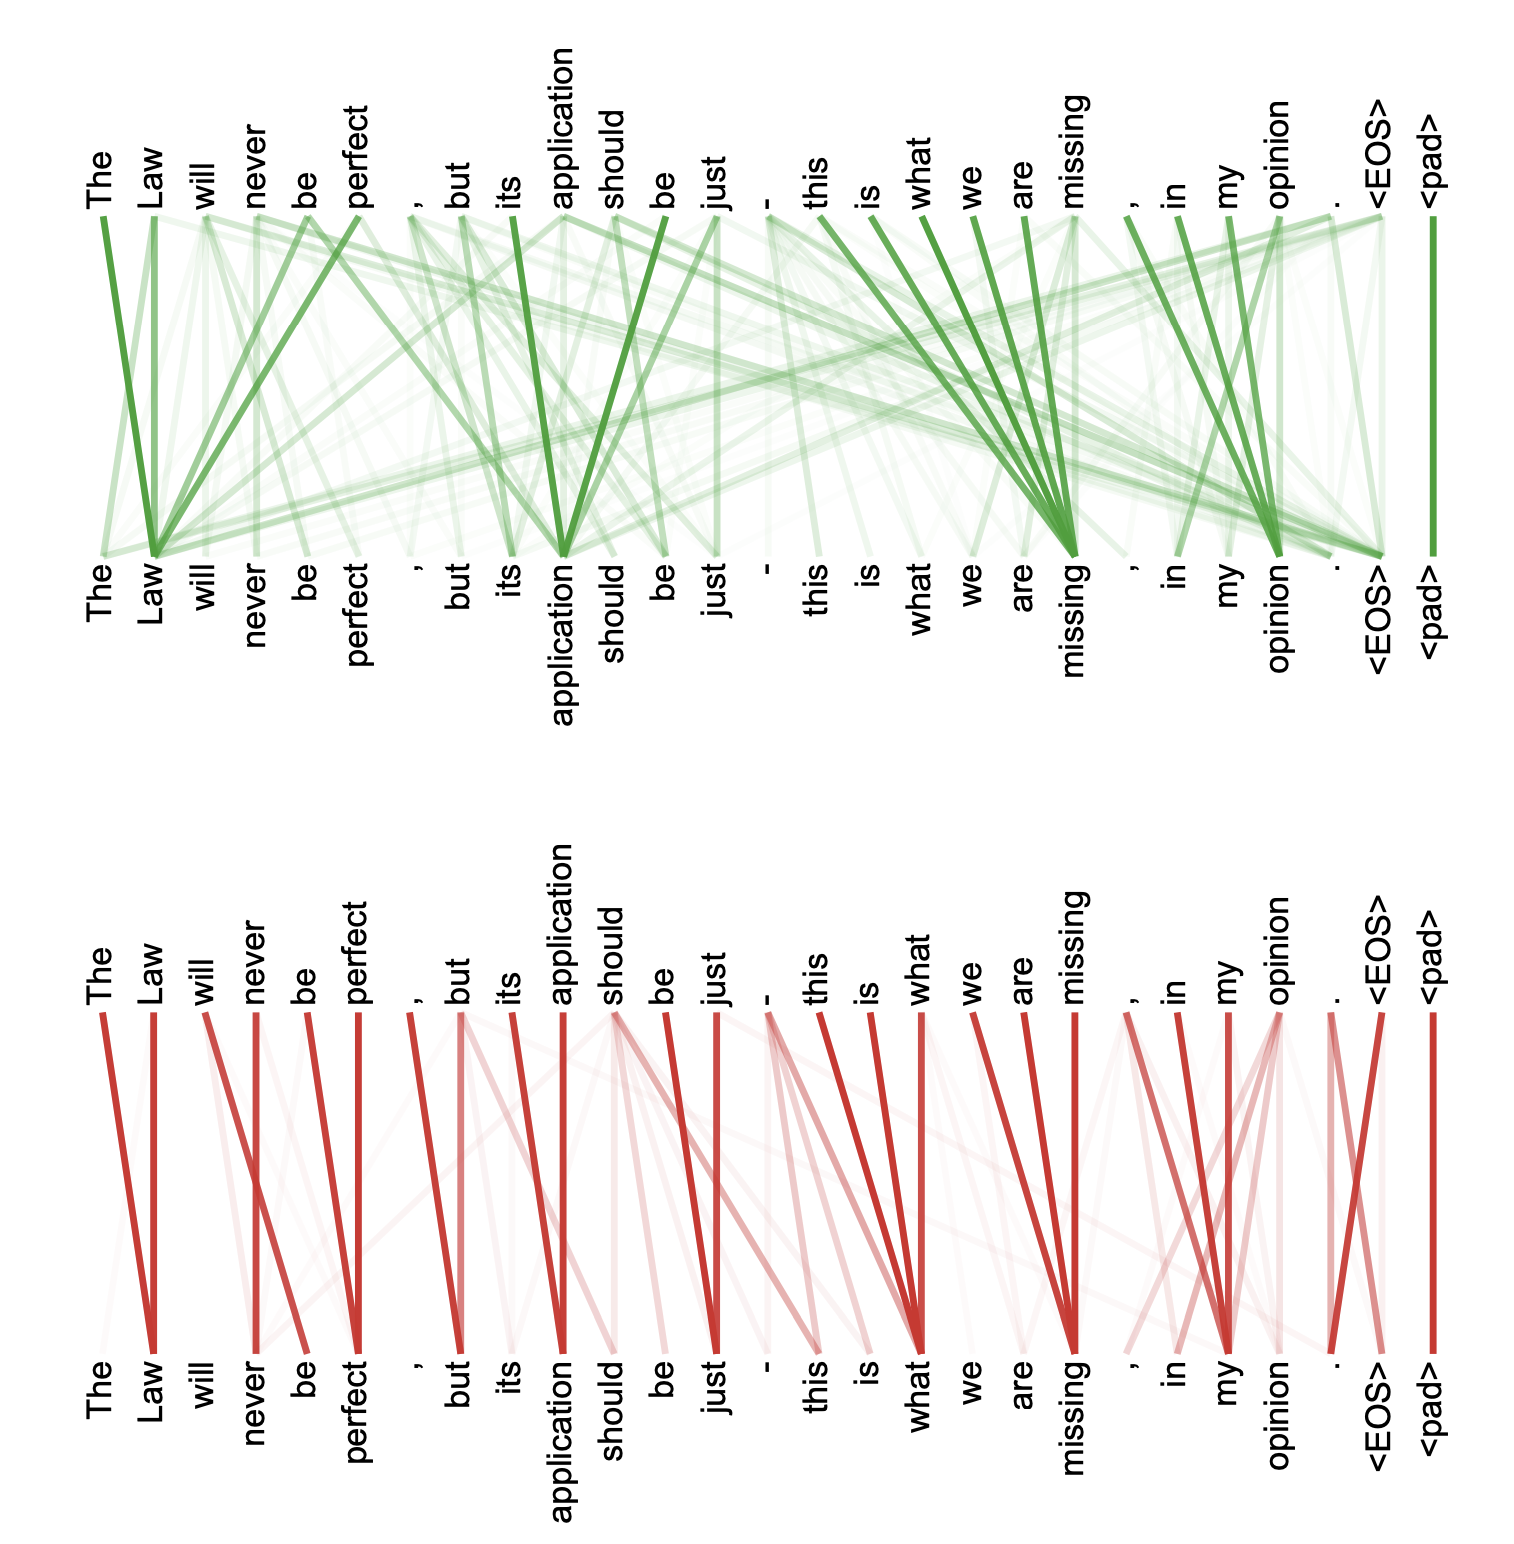 The Law will never be perfect , but its application should be just - this is what we are missing , in my opinion . <EOS> <pad>
The Law will never be perfect , but its application should be just - this is what we are missing , in my opinion . <EOS> <pad>
The Law will never be perfect , but its application should be just - this is what we are missing , in my opinion . <EOS> <pad>
The Law will never be perfect , but its application should be just - this is what we are missing , in my opinion . <EOS> <pad>